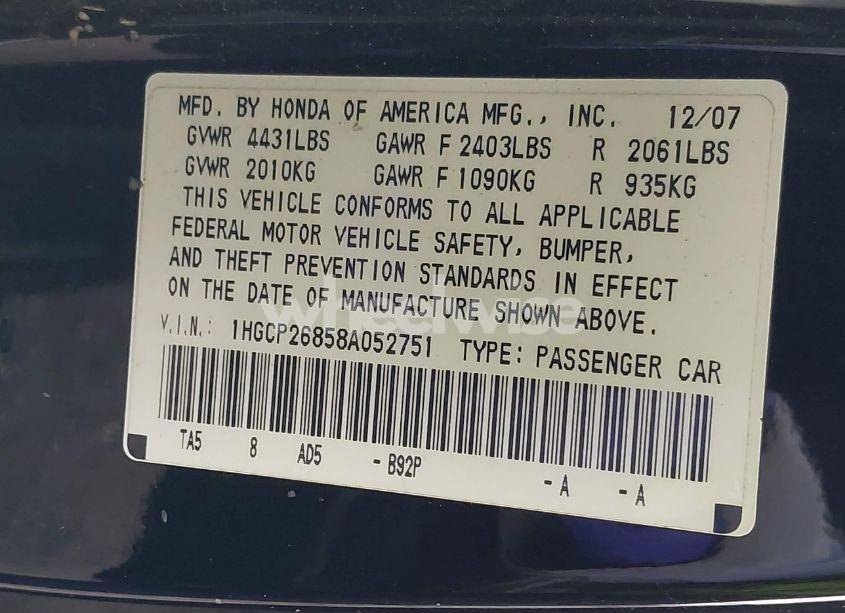 MFD. BY HONDA OF AMERICA MFG., INC. 12/07
GVWR 4431LBS GAWR F 2403LBS R 2061LBS
GVWR 2010KG GAWR F 1090KG R 935KG
THIS VEHICLE CONFORMS TO ALL APPLICABLE
FEDERAL MOTOR VEHICLE SAFETY, BUMPER,
AND THEFT PREVENTION STANDARDS IN EFFECT
ON THE DATE OF MANUFACTURE SHOWN ABOVE.
wheelwire
V.I.N.: 1HGCP26858A052751 TYPE: PASSENGER CAR
TA5 8 AD5 - B92P - A - A